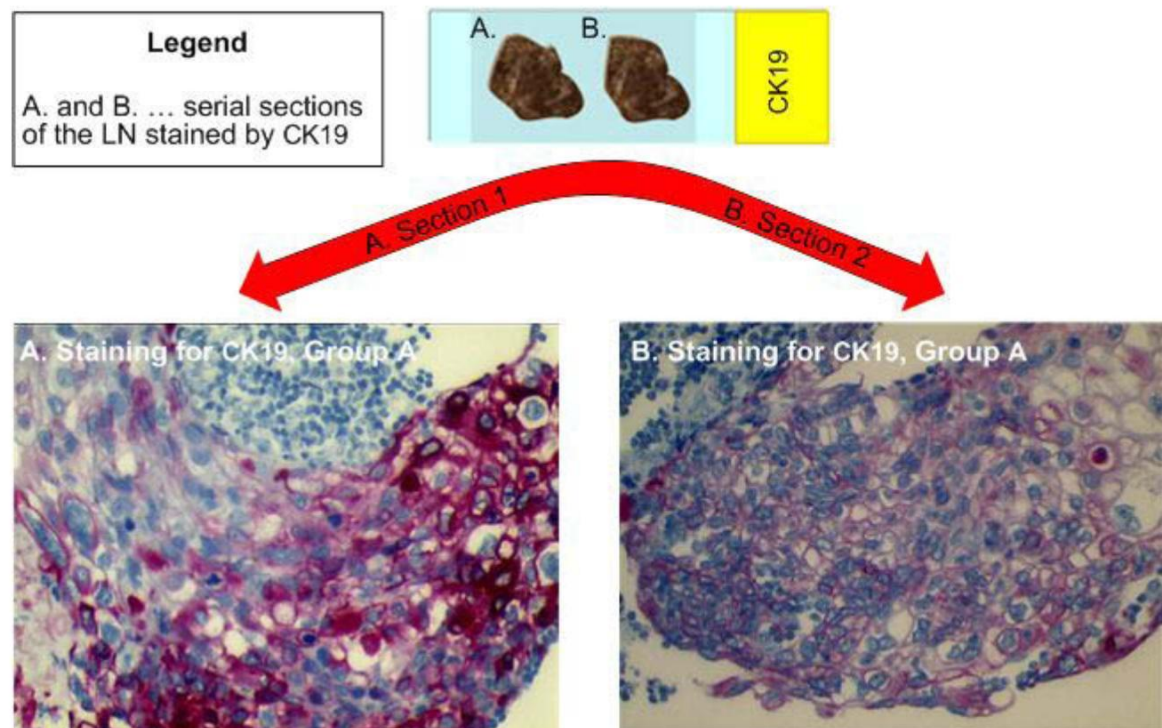 Legend
A. and B. ... serial sections
of the LN stained by CK19
A. B.
CK19
A. Section 1
B. Section 2
A. Staining for CK19, Group A
B. Staining for CK19, Group A